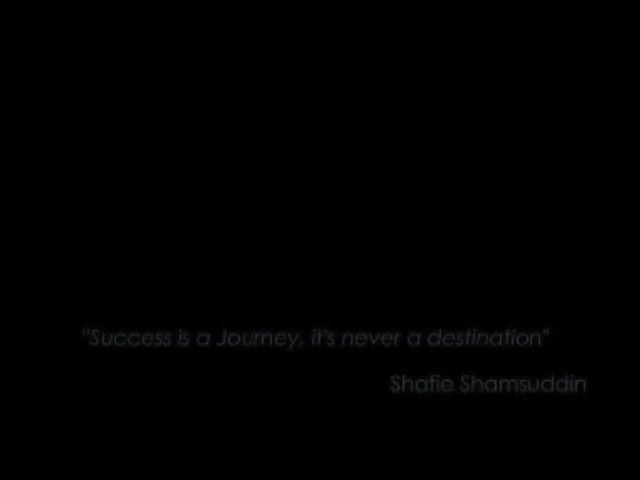 "Success is a Journey, it's never a destination"
Shafie Shamsuddin